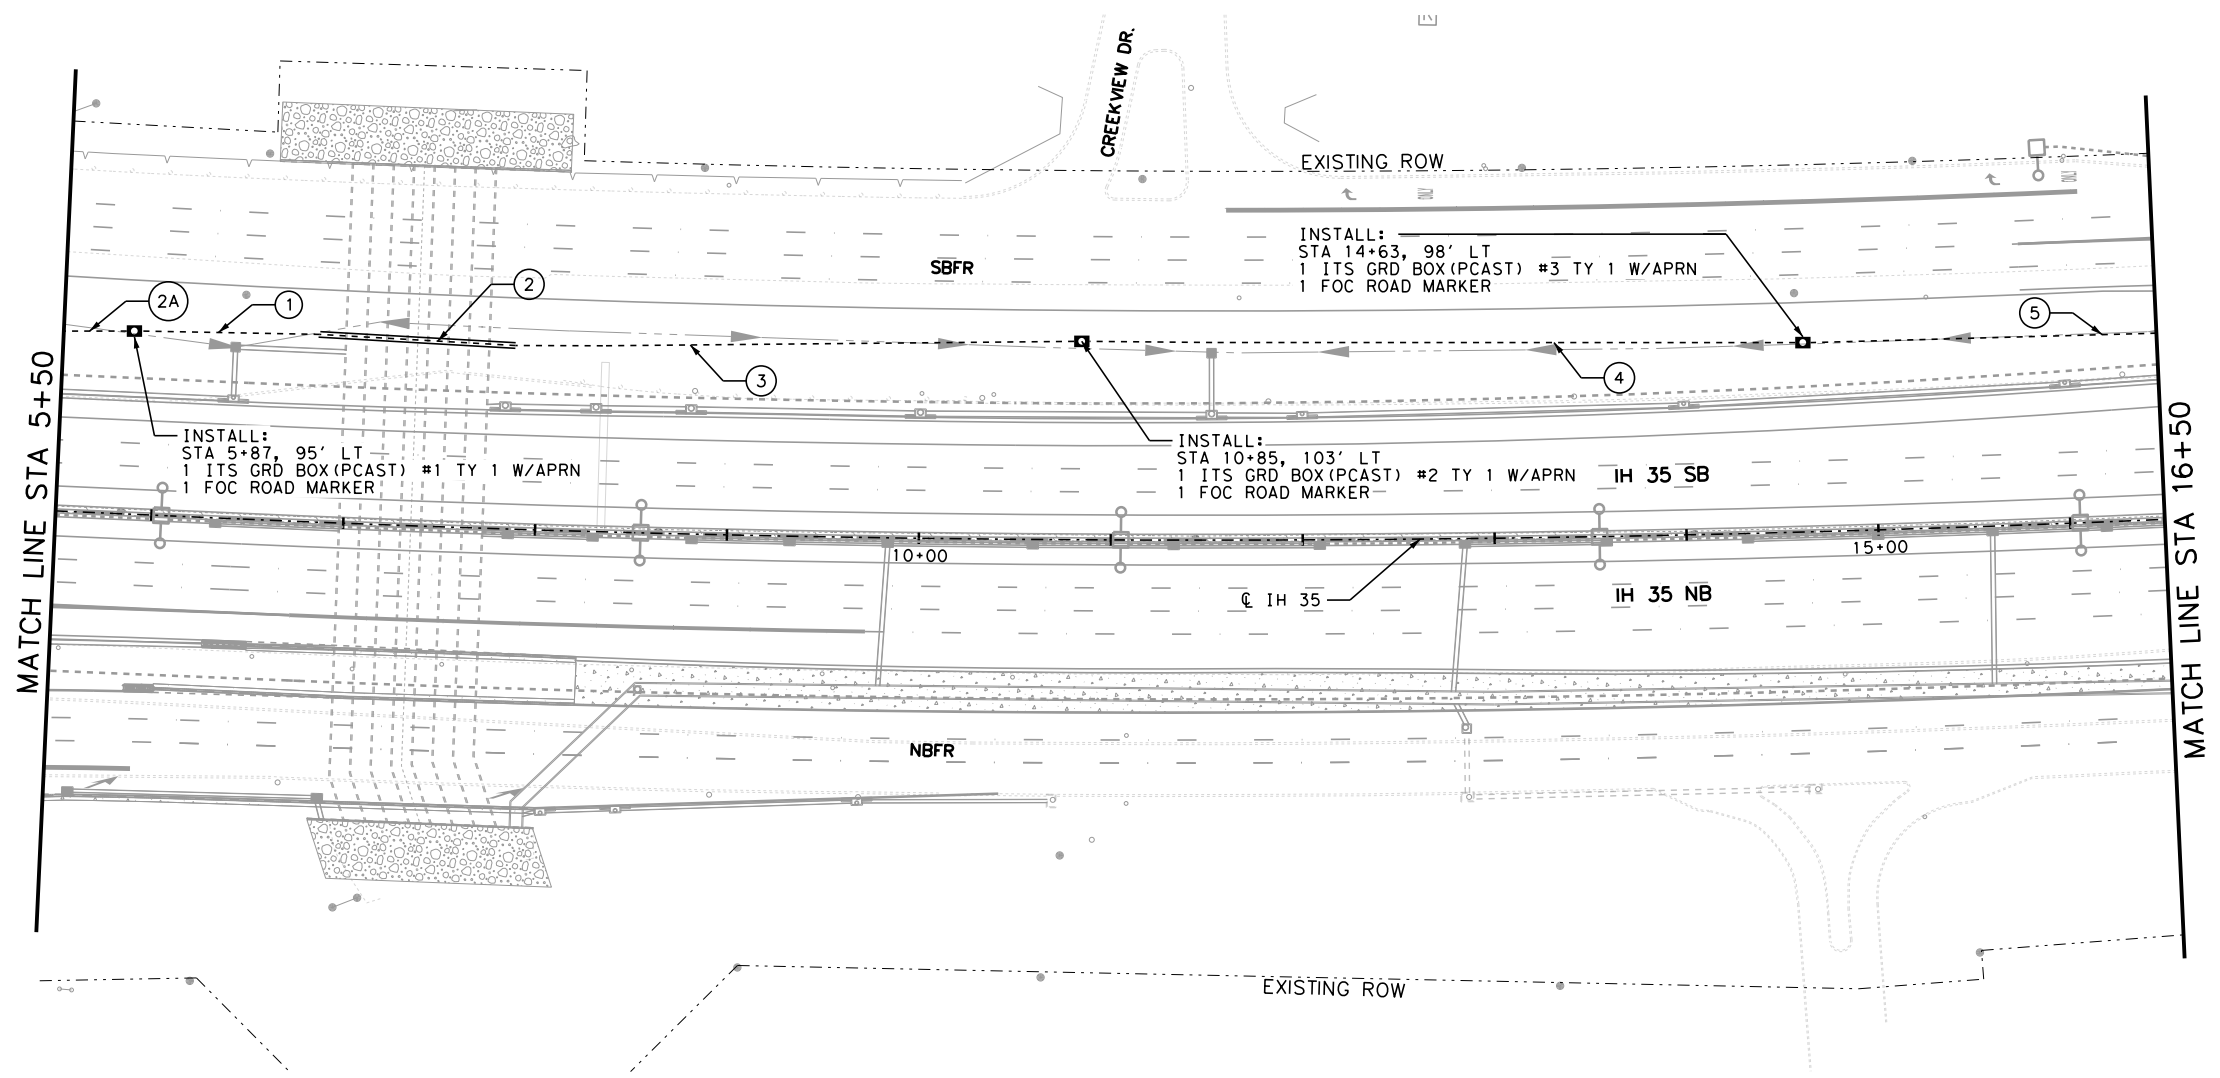 CREEKVIEW DR.
EXISTING ROW
INSTALL:
STA 14+63, 98' LT
1 ITS GRD BOX(PCAST) #3 TY 1 W/APRN
1 FOC ROAD MARKER
SBFR
2A
1
2
5
3
4
MATCH LINE STA 5+50
INSTALL:
STA 5+87, 95' LT
1 ITS GRD BOX(PCAST) #1 TY 1 W/APRN
1 FOC ROAD MARKER
INSTALL:
STA 10+85, 103' LT
1 ITS GRD BOX(PCAST) #2 TY 1 W/APRN
1 FOC ROAD MARKER
IH 35 SB
MATCH LINE STA 16+50
10+00
15+00
℄ IH 35
IH 35 NB
NBFR
EXISTING ROW